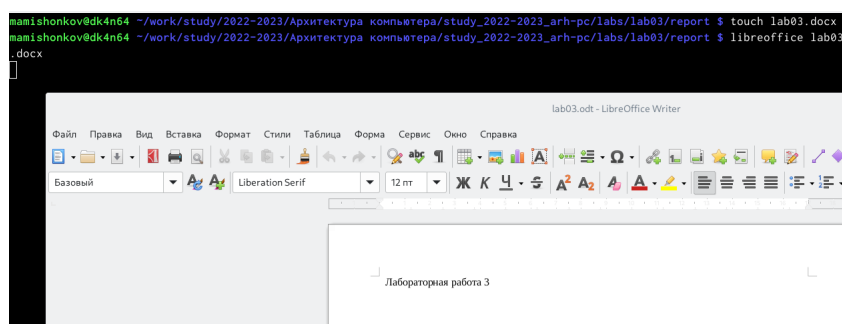 mamishonkov@dk4n64 ~/work/study/2022-2023/Архитектура компьютера/study_2022-2023_arh-pc/labs/lab03/report $ touch lab03.docx
mamishonkov@dk4n64 ~/work/study/2022-2023/Архитектура компьютера/study_2022-2023_arh-pc/labs/lab03/report $ libreoffice lab03
.docx
lab03.odt - LibreOffice Writer
Файл Правка Вид Вставка Формат Стили Таблица Форма Сервис Окно Справка
Базовый Liberation Serif 12 пт Ж К Ч S A2 A2 A
Лабораторная работа 3